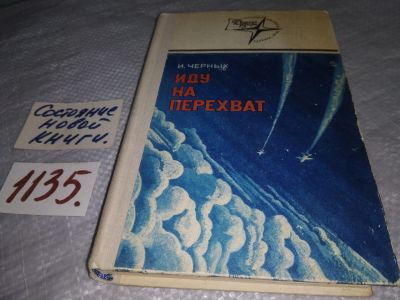 И. ЧЕРНЫХ
ИДУ
НА
ПЕРЕХВАТ
Состояние
новой
книги.
1135.